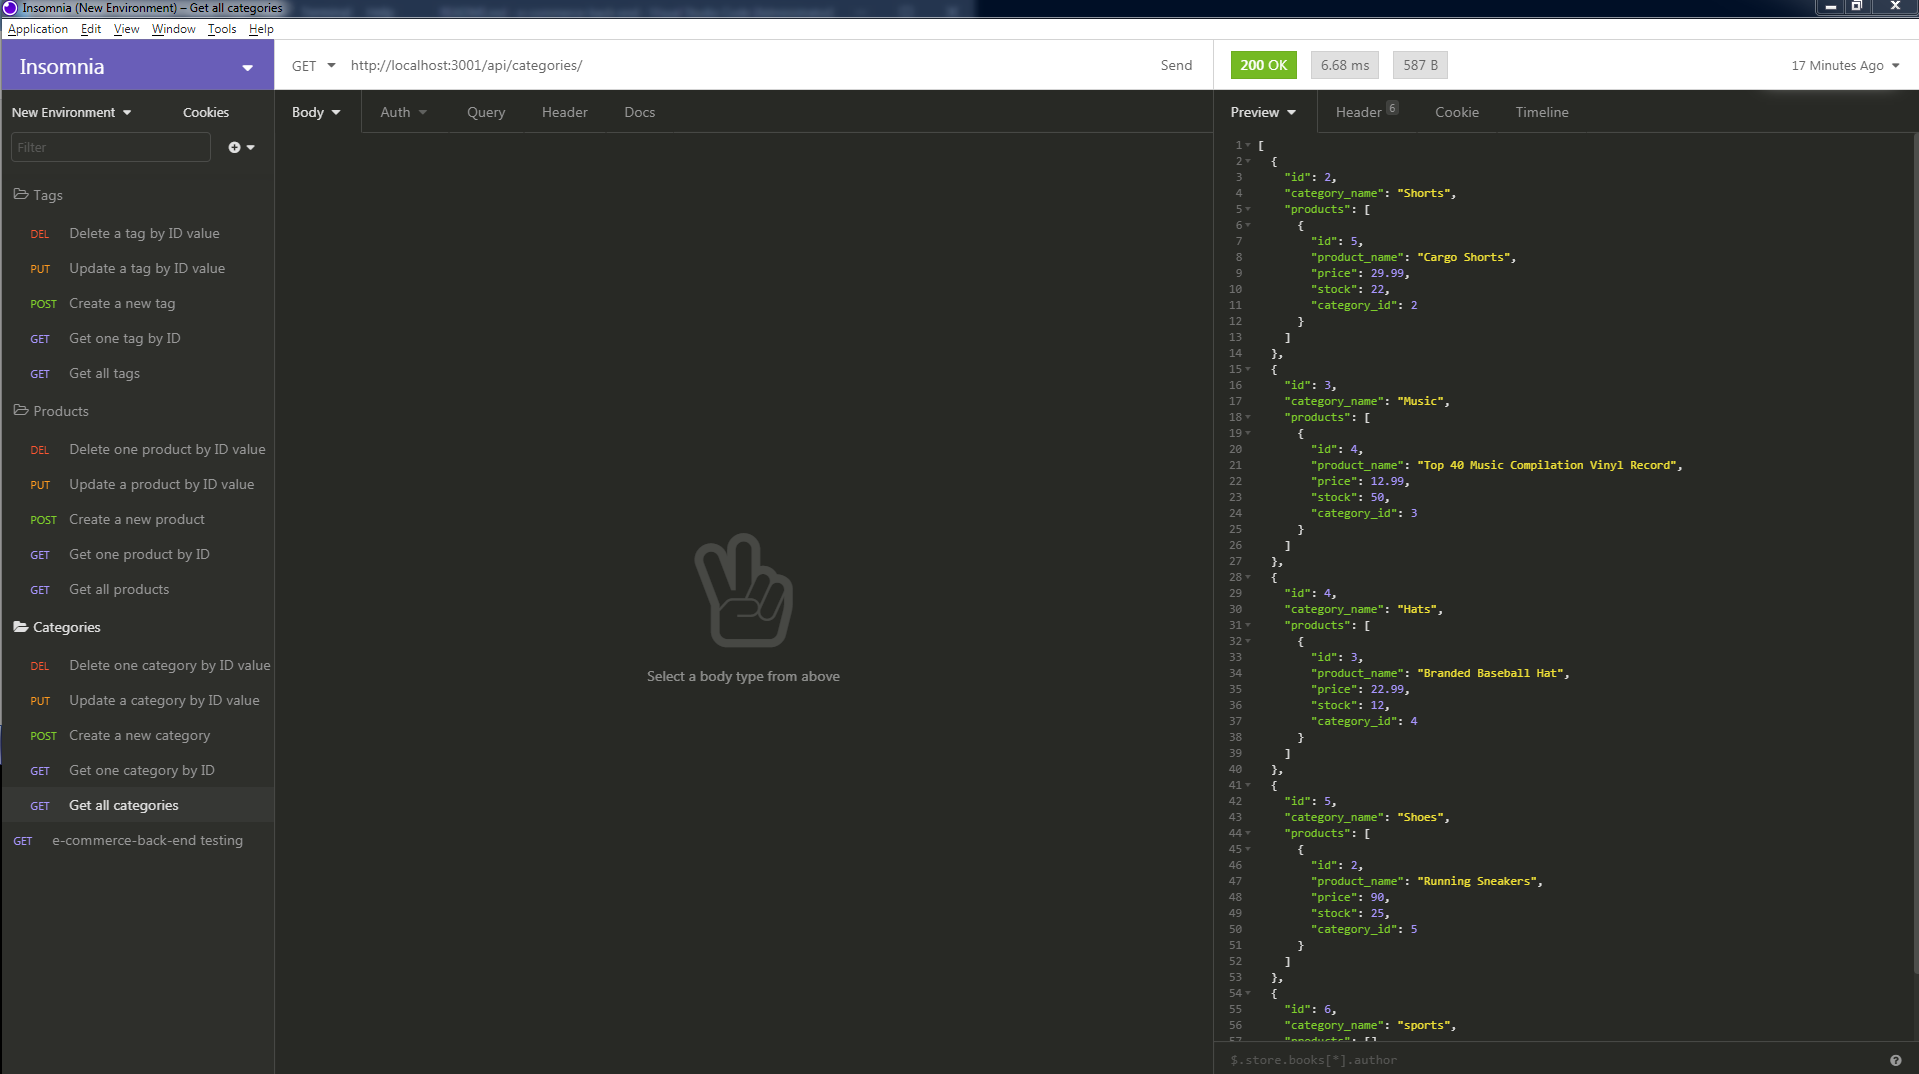 Insomnia (New Environment) – Get all categories
Application Edit View Window Tools Help
Insomnia
GET http://localhost:3001/api/categories/ Send
200 OK 6.68 ms 587 B 17 Minutes Ago
New Environment Cookies
Filter
Body Auth Query Header Docs
Preview Header 6 Cookie Timeline
Tags
DEL Delete a tag by ID value
PUT Update a tag by ID value
POST Create a new tag
GET Get one tag by ID
GET Get all tags
Products
DEL Delete one product by ID value
PUT Update a product by ID value
POST Create a new product
GET Get one product by ID
GET Get all products
Categories
DEL Delete one category by ID value
PUT Update a category by ID value
POST Create a new category
GET Get one category by ID
GET Get all categories
GET e-commerce-back-end testing
Select a body type from above
1 [
2 {
3 "id": 2,
4 "category_name": "Shorts",
5 "products": [
6 {
7 "id": 5,
8 "product_name": "Cargo Shorts",
9 "price": 29.99,
10 "stock": 22,
11 "category_id": 2
12 }
13 ]
14 },
15 {
16 "id": 3,
17 "category_name": "Music",
18 "products": [
19 {
20 "id": 4,
21 "product_name": "Top 40 Music Compilation Vinyl Record",
22 "price": 12.99,
23 "stock": 50,
24 "category_id": 3
25 }
26 ]
27 },
28 {
29 "id": 4,
30 "category_name": "Hats",
31 "products": [
32 {
33 "id": 3,
34 "product_name": "Branded Baseball Hat",
35 "price": 22.99,
36 "stock": 12,
37 "category_id": 4
38 }
39 ]
40 },
41 {
42 "id": 5,
43 "category_name": "Shoes",
44 "products": [
45 {
46 "id": 2,
47 "product_name": "Running Sneakers",
48 "price": 90,
49 "stock": 25,
50 "category_id": 5
51 }
52 ]
53 },
54 {
55 "id": 6,
56 "category_name": "sports",
57 "products": []
$.store.books[*].author